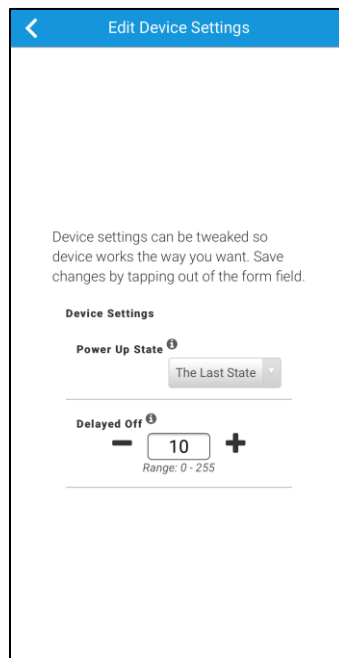 Edit Device Settings
Device settings can be tweaked so
device works the way you want. Save
changes by tapping out of the form field.
Device Settings
Power Up State
The Last State
Delayed Off
10
Range: 0 - 255